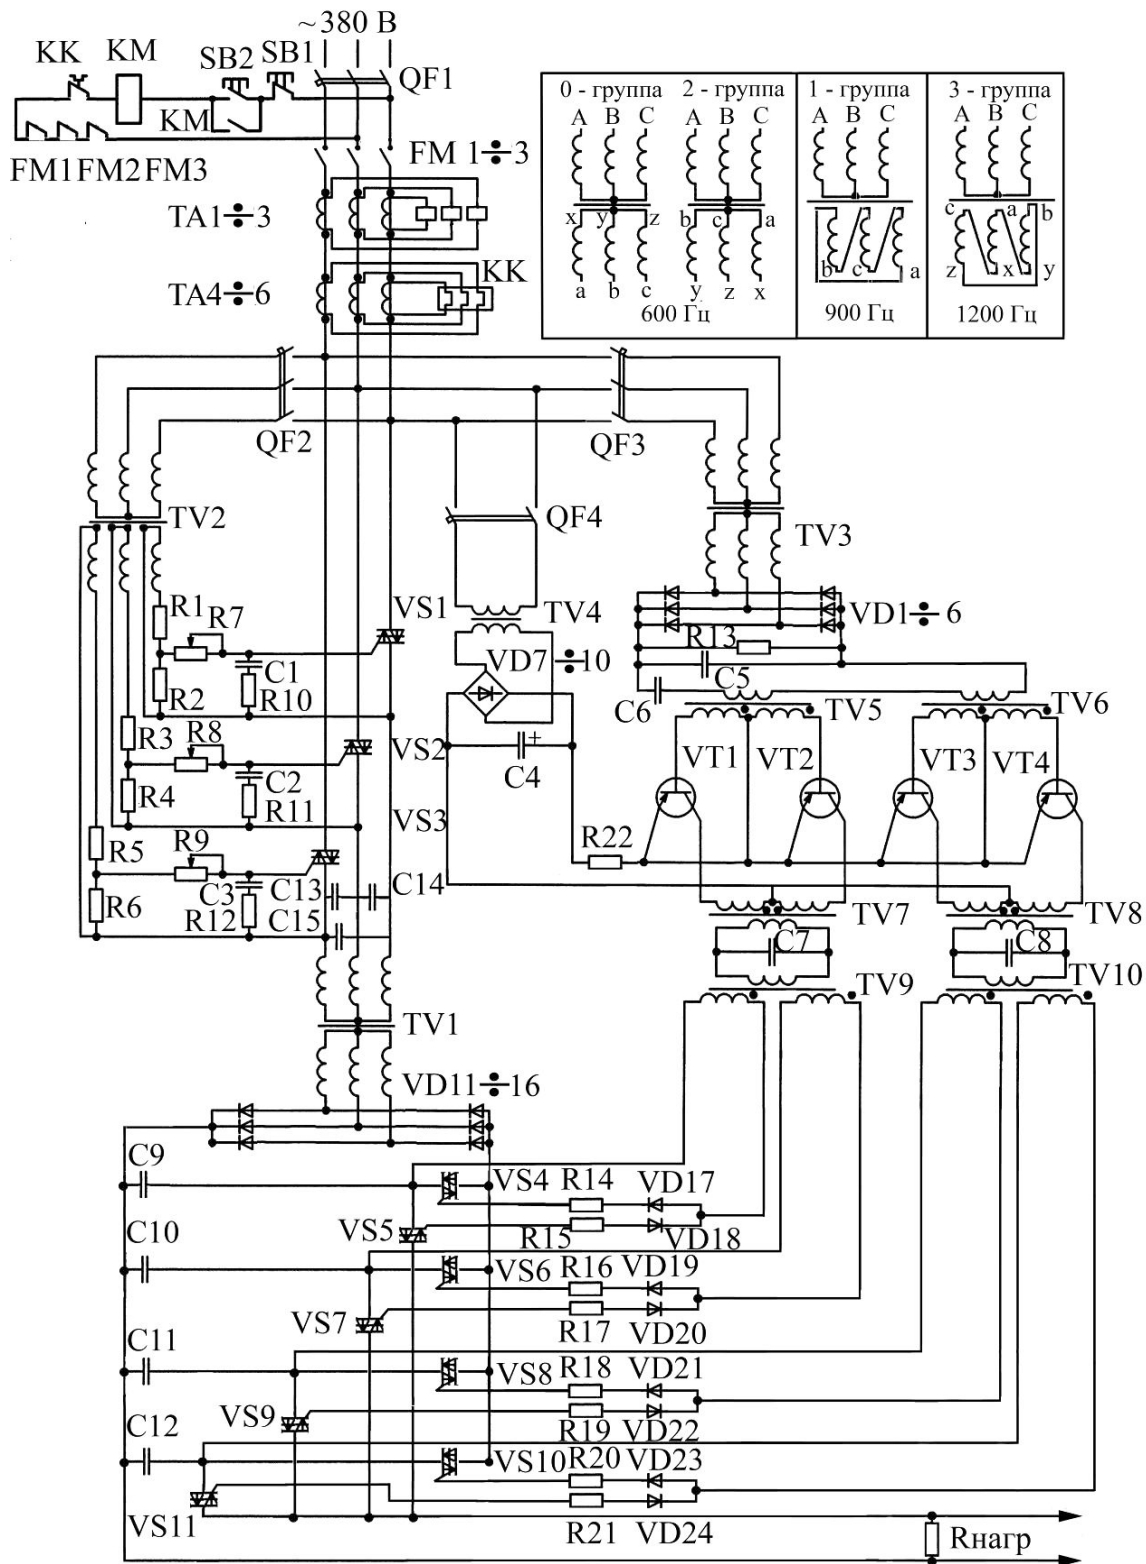 ~380 В
KK KM SB2 SB1 QF1
KM
FM1 FM2 FM3
FM 1÷3
TA1÷3
TA4÷6
KK
0 - группа 2 - группа 1 - группа 3 - группа
A B C A B C A B C A B C
x y z b c a c a b
b c a z x y
a b c y z x
600 Гц 900 Гц 1200 Гц
QF2 QF3
TV2 QF4 TV3
R1 R7 VS1 TV4 VD1÷6
VD7÷10 R13
C1 C5
R2 R10 C6 TV5 TV6
R3 R8 VS2 VT1 VT2 VT3 VT4
C2 C4
R4 R11 VS3
R5 R9 R22
C3 C13 C14
R6 R12 C15 TV7 TV8
C7 C8
TV9 TV10
TV1
VD11÷16
C9
VS4 R14 VD17
C10 VS5 R15 VD18
VS6 R16 VD19
VS7
C11 R17 VD20
VS8 R18 VD21
C12 VS9 R19 VD22
VS10 R20 VD23
VS11 R21 VD24
Rнагр